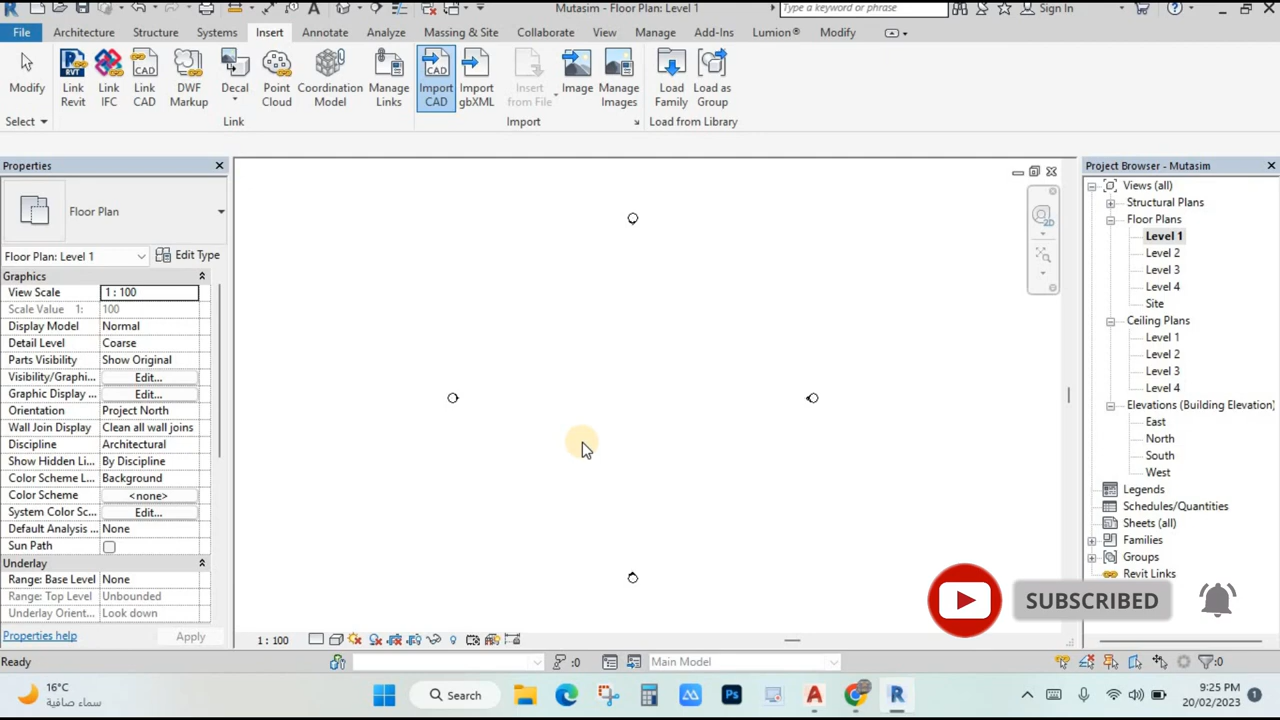 Mutasim - Floor Plan: Level 1
Type a keyword or phrase
Sign In
File Architecture Structure Systems Insert Annotate Analyze Massing & Site Collaborate View Manage Add-Ins Lumion® Modify
Modify
Link Revit
Link IFC
Link CAD
DWF Markup
Decal
Point Cloud
Coordination Model
Manage Links
Import CAD
Import gbXML
Insert from File
Image
Manage Images
Load Family
Load as Group
Select
Link
Import
Load from Library
Properties
Floor Plan
Floor Plan: Level 1
Edit Type
Graphics
View Scale 1 : 100
Scale Value 1: 100
Display Model Normal
Detail Level Coarse
Parts Visibility Show Original
Visibility/Graphi... Edit...
Graphic Display ... Edit...
Orientation Project North
Wall Join Display Clean all wall joins
Discipline Architectural
Show Hidden Li... By Discipline
Color Scheme L... Background
Color Scheme <none>
System Color Sc... Edit...
Default Analysis ... None
Sun Path
Underlay
Range: Base Level None
Range: Top Level Unbounded
Underlay Orient... Look down
Properties help
Apply
2D
Project Browser - Mutasim
Views (all)
Structural Plans
Floor Plans
Level 1
Level 2
Level 3
Level 4
Site
Ceiling Plans
Level 1
Level 2
Level 3
Level 4
Elevations (Building Elevation)
East
North
South
West
Legends
Schedules/Quantities
Sheets (all)
Families
Groups
Revit Links
SUBSCRIBED
1 : 100
Ready
:0
Main Model
:0
16°C
سماء صافية
Search
Ps
9:25 PM
20/02/2023
1